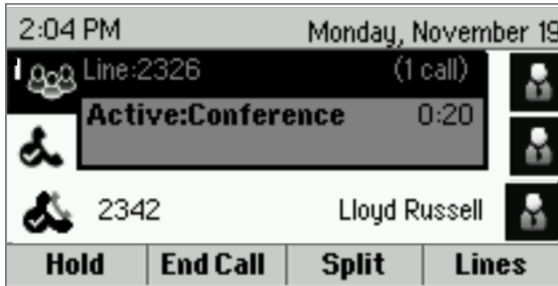 2:04 PM Monday, November 19
Line:2326 (1 call)
Active:Conference 0:20
2342 Lloyd Russell
Hold End Call Split Lines